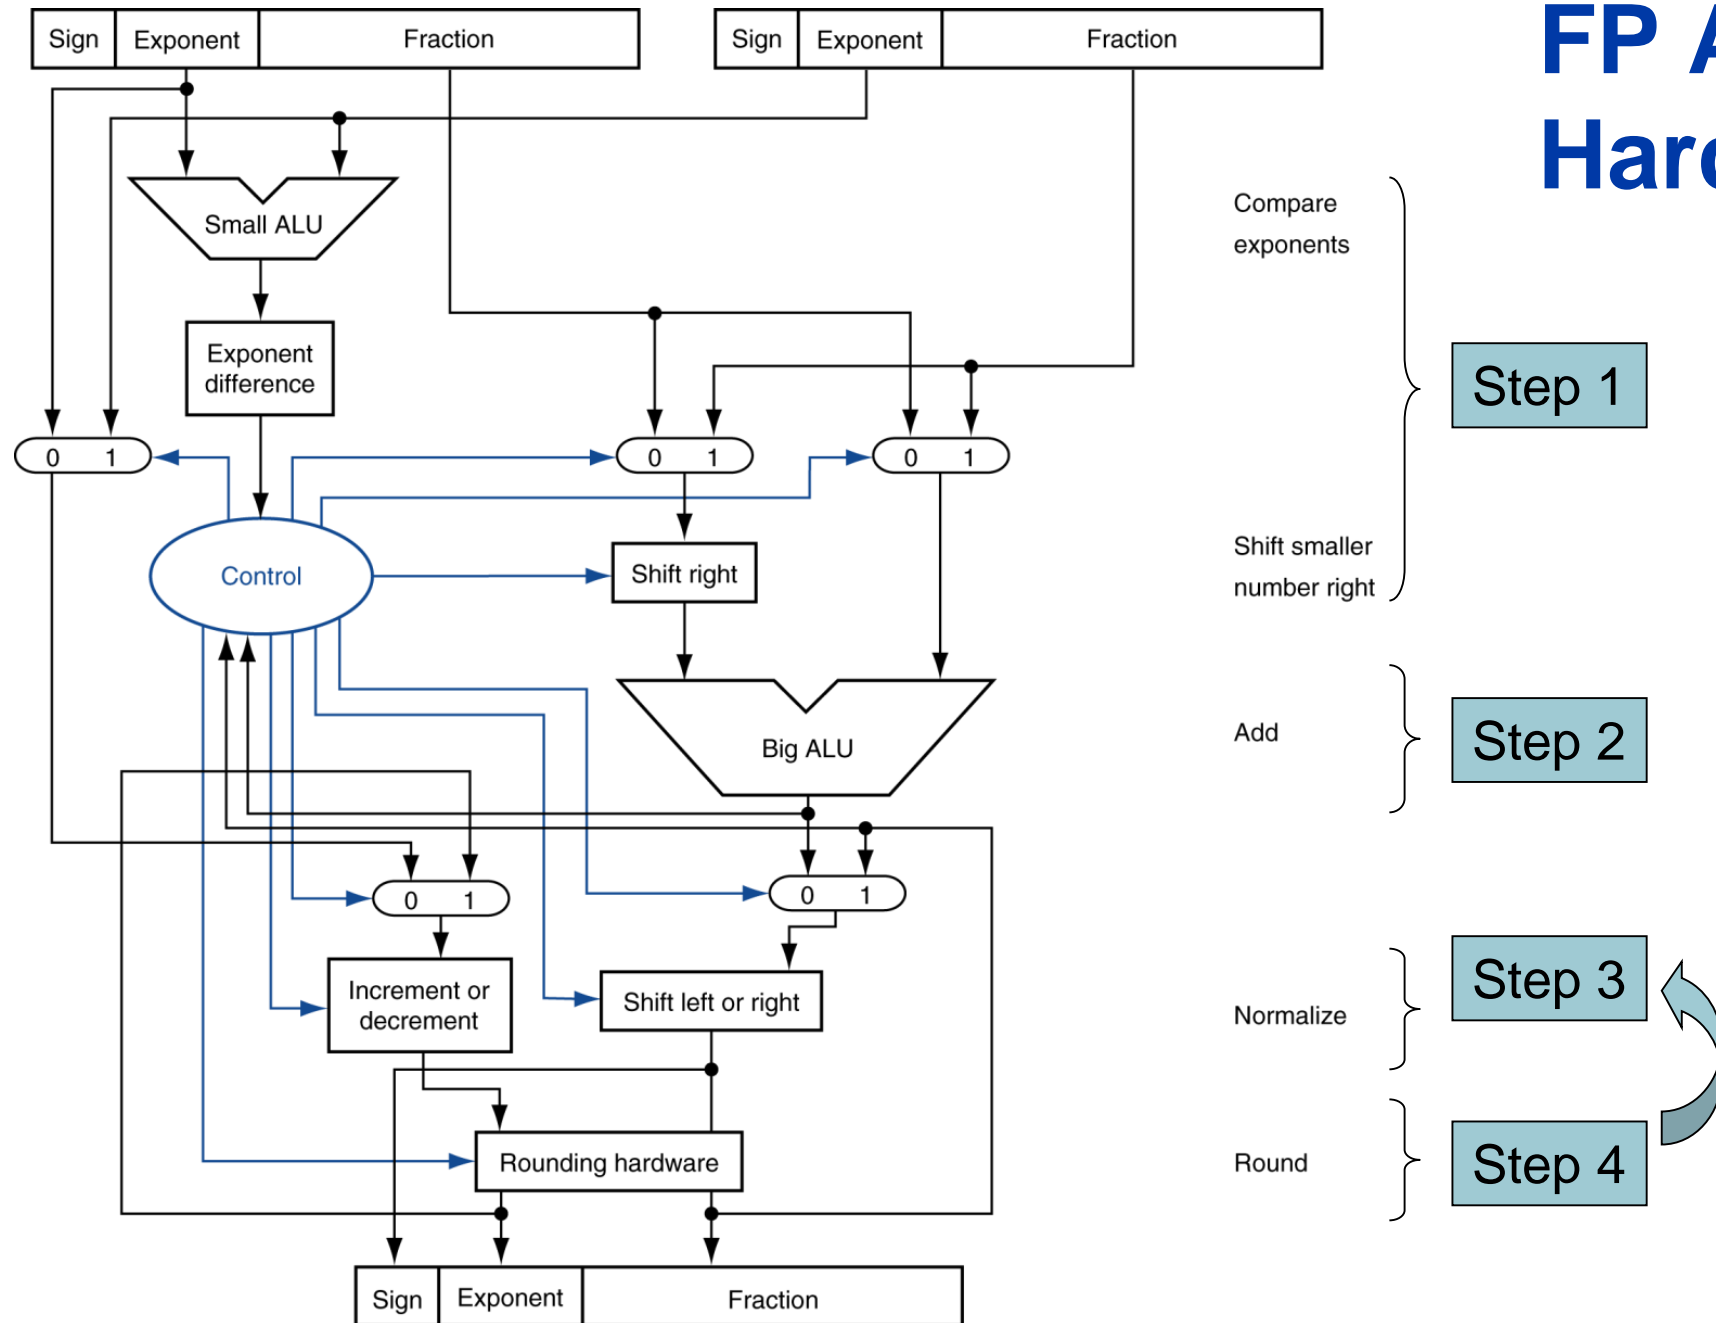 Sign Exponent Fraction
Sign Exponent Fraction
FP
Compare
exponents
Small ALU
Exponent
difference
Step 1
0 1
0 1
0 1
Shift smaller
number right
Control
Shift right
Add
Step 2
Big ALU
0 1
0 1
Increment or
decrement
Shift left or right
Normalize
Step 3
Rounding hardware
Round
Step 4
Sign Exponent Fraction